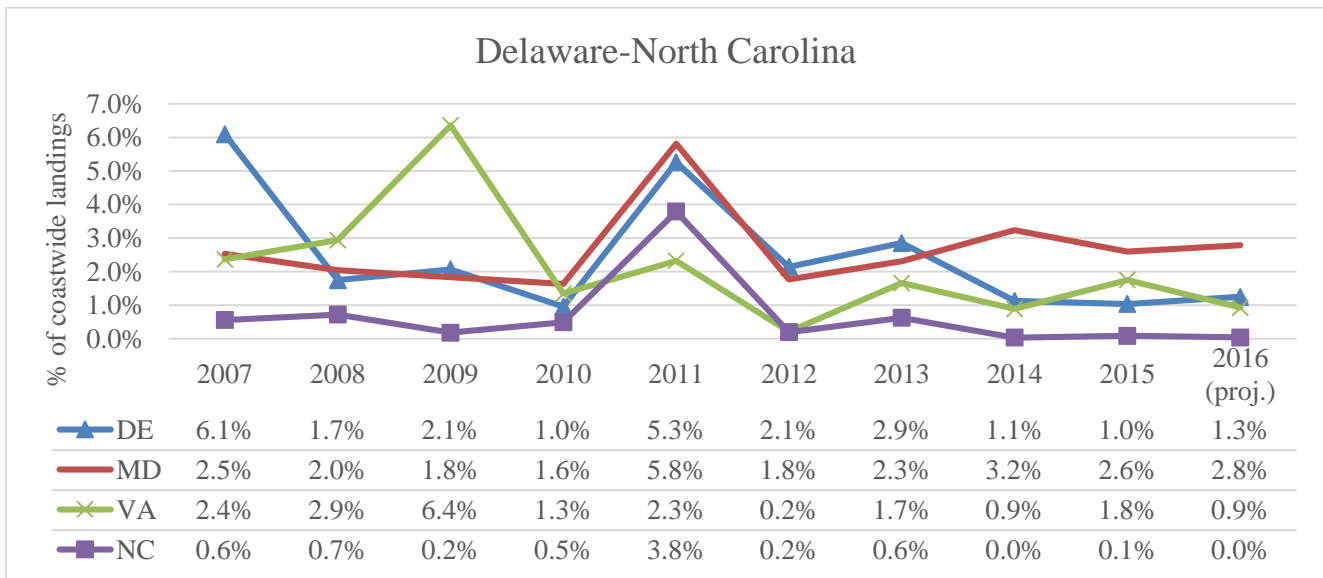 Delaware-North Carolina
% of coastwide landings
7.0%
6.0%
5.0%
4.0%
3.0%
2.0%
1.0%
0.0%
2007 2008 2009 2010 2011 2012 2013 2014 2015 2016
(proj.)
DE 6.1% 1.7% 2.1% 1.0% 5.3% 2.1% 2.9% 1.1% 1.0% 1.3%
MD 2.5% 2.0% 1.8% 1.6% 5.8% 1.8% 2.3% 3.2% 2.6% 2.8%
VA 2.4% 2.9% 6.4% 1.3% 2.3% 0.2% 1.7% 0.9% 1.8% 0.9%
NC 0.6% 0.7% 0.2% 0.5% 3.8% 0.2% 0.6% 0.0% 0.1% 0.0%